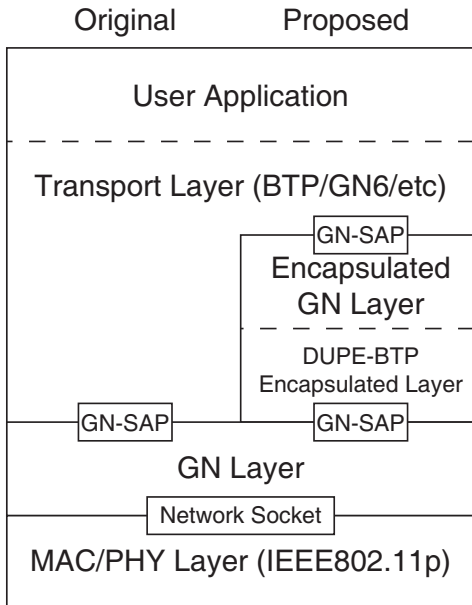 Original Proposed
User Application
Transport Layer (BTP/GN6/etc)
GN-SAP
Encapsulated
GN Layer
DUPE-BTP
Encapsulated Layer
GN-SAP GN-SAP
GN Layer
Network Socket
MAC/PHY Layer (IEEE802.11p)